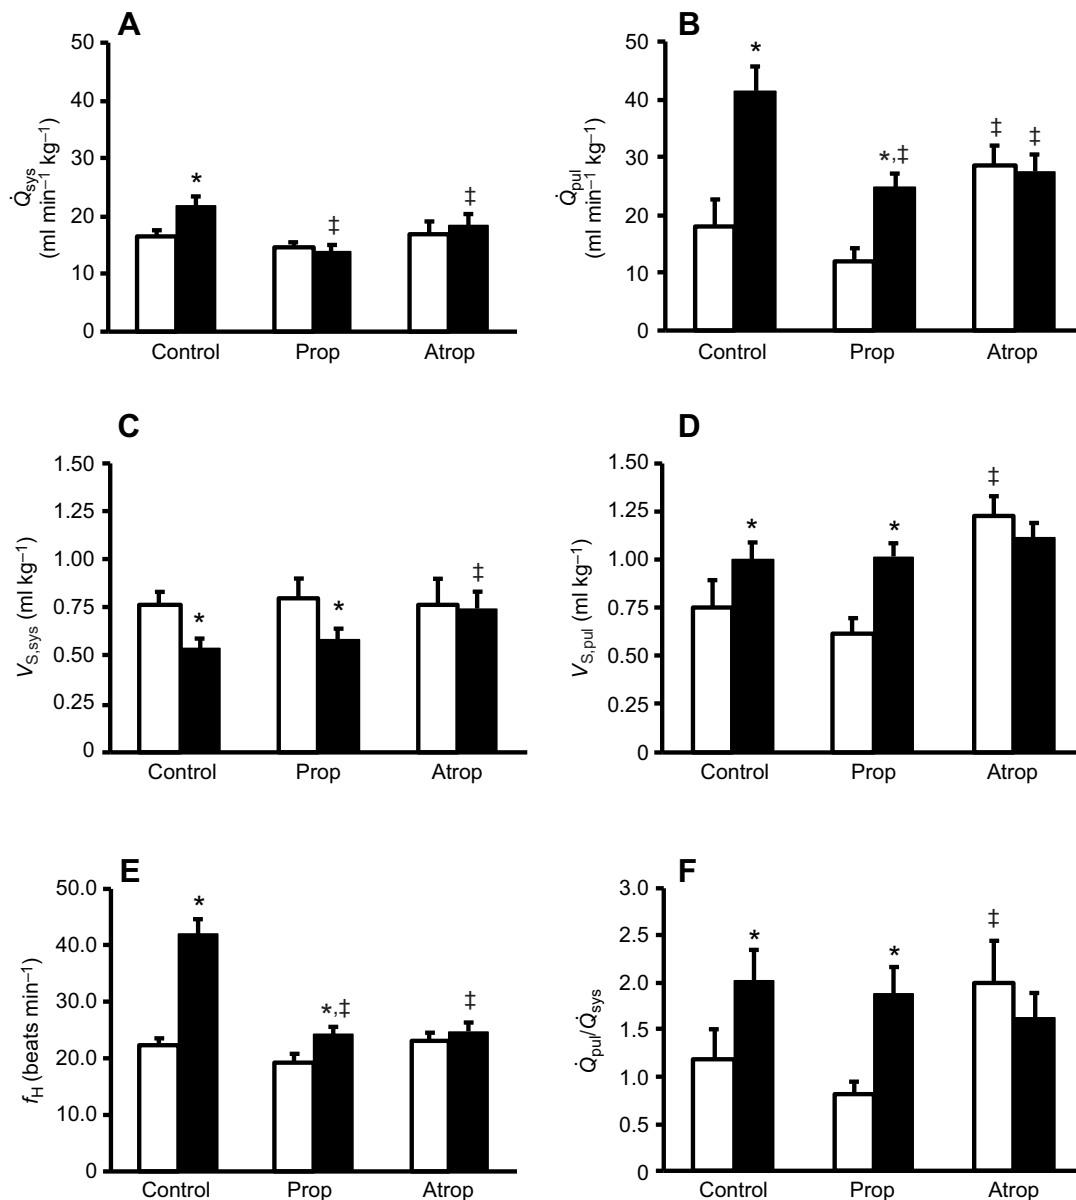 A
50
40
30
20
10
0
Q̇sys
(ml min–1 kg–1)
*
‡
‡
Control Prop Atrop
B
50
40
30
20
10
0
Q̇pul
(ml min–1 kg–1)
*
*,‡
‡ ‡
Control Prop Atrop
C
1.50
1.25
1.00
0.75
0.50
0.25
0
VS,sys (ml kg–1)
*
*
‡
Control Prop Atrop
D
1.50
1.25
1.00
0.75
0.50
0.25
0
VS,pul (ml kg–1)
*
*
‡
Control Prop Atrop
E
50.0
40.0
30.0
20.0
10.0
0
fH (beats min–1)
*
*,‡
‡
Control Prop Atrop
F
3.0
2.5
2.0
1.5
1.0
0.5
0
Q̇pul/Q̇sys
*
*
‡
Control Prop Atrop